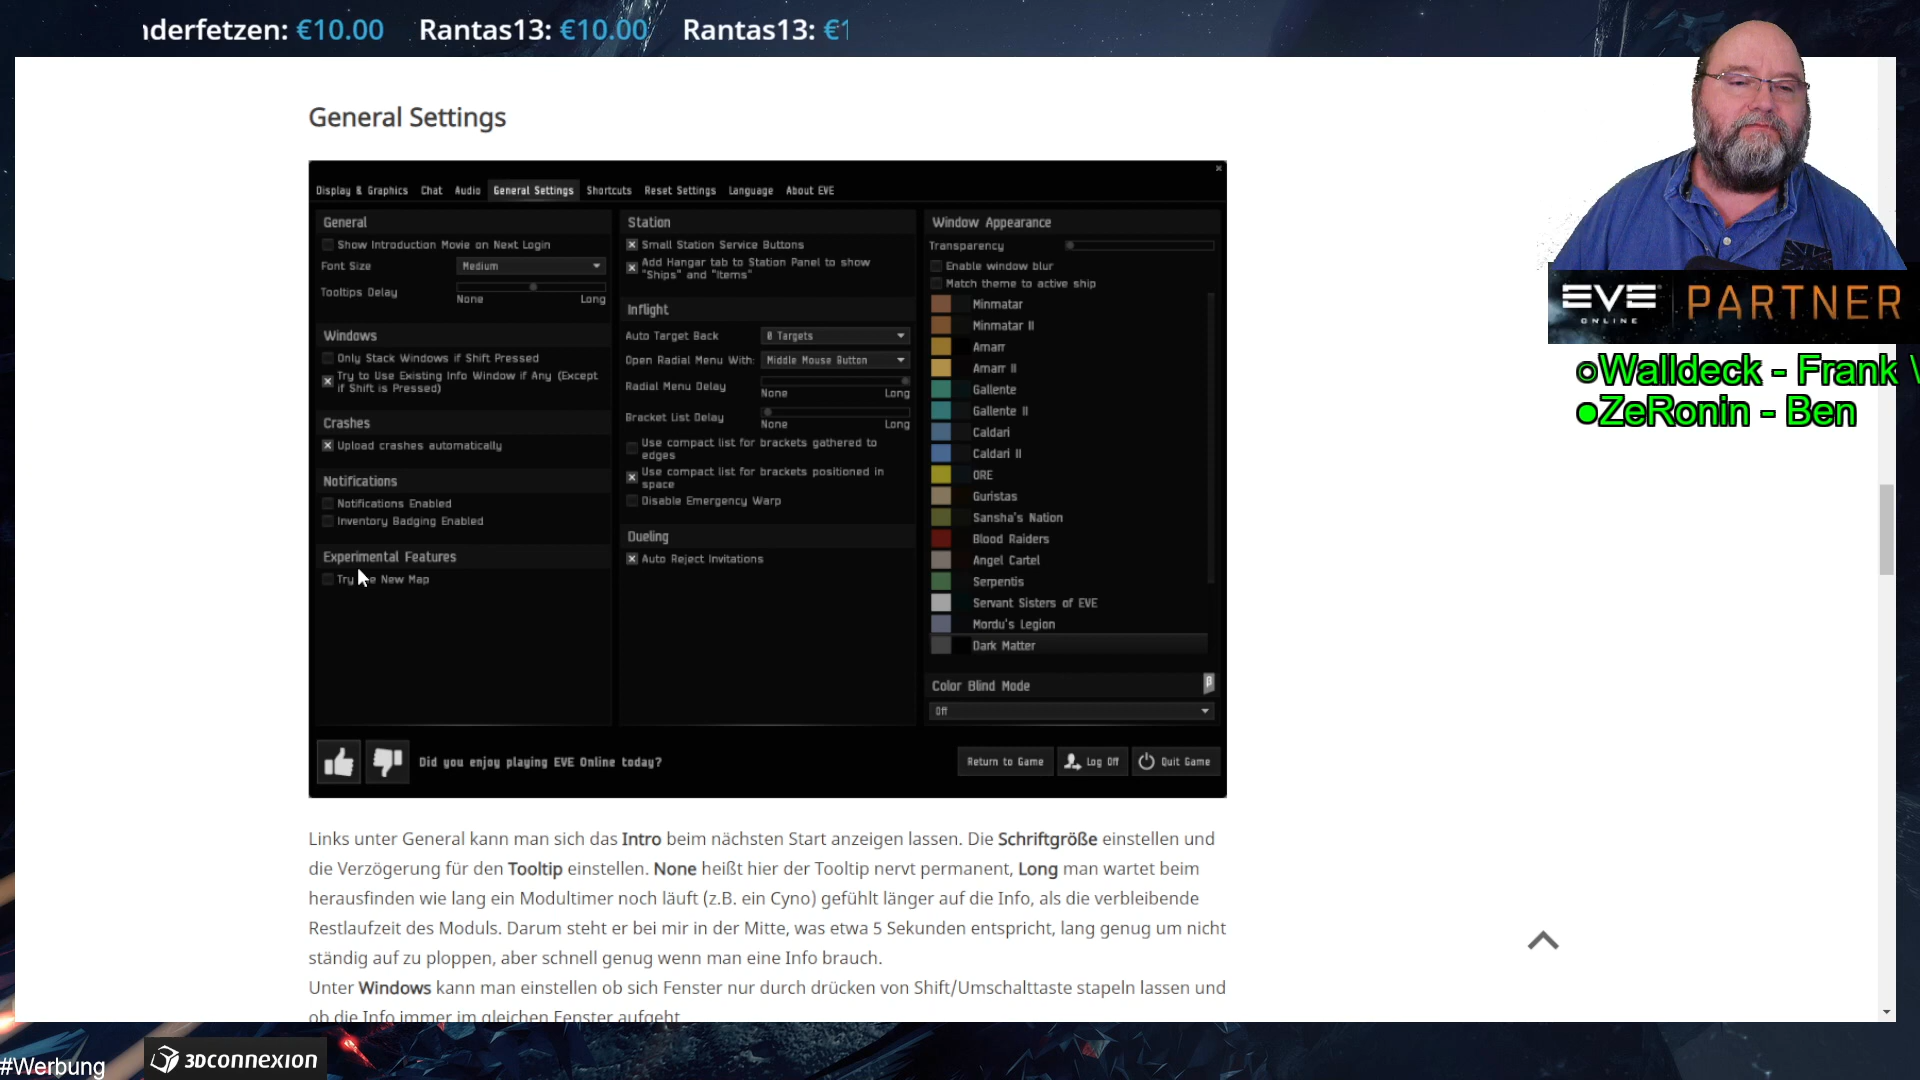 nderfetzen: €10.00 Rantas13: €10.00 Rantas13: €1
General Settings
Display & Graphics Chat Audio General Settings Shortcuts Reset Settings Language About EVE
General
Show Introduction Movie on Next Login
Font Size Medium
Tooltips Delay
None Long
Windows
Only Stack Windows if Shift Pressed
Try to Use Existing Info Window if Any (Except
if Shift is Pressed)
Crashes
Upload crashes automatically
Notifications
Notifications Enabled
Inventory Badging Enabled
Experimental Features
Try New Map
Station
Small Station Service Buttons
Add Hangar tab to Station Panel to show
"Ships" and "Items"
Inflight
Auto Target Back 0 Targets
Open Radial Menu With: Middle Mouse Button
Radial Menu Delay
None Long
Bracket List Delay
None Long
Use compact list for brackets gathered to
edges
Use compact list for brackets positioned in
space
Disable Emergency Warp
Dueling
Auto Reject Invitations
Window Appearance
Transparency
Enable window blur
Match theme to active ship
Minmatar
Minmatar II
Amarr
Amarr II
Gallente
Gallente II
Caldari
Caldari II
ORE
Guristas
Sansha's Nation
Blood Raiders
Angel Cartel
Serpentis
Servant Sisters of EVE
Mordu's Legion
Dark Matter
Color Blind Mode β
Off
Did you enjoy playing EVE Online today?
Return to Game Log Off Quit Game
Links unter General kann man sich das Intro beim nächsten Start anzeigen lassen. Die Schriftgröße einstellen und
die Verzögerung für den Tooltip einstellen. None heißt hier der Tooltip nervt permanent, Long man wartet beim
herausfinden wie lang ein Modultimer noch läuft (z.B. ein Cyno) gefühlt länger auf die Info, als die verbleibende
Restlaufzeit des Moduls. Darum steht er bei mir in der Mitte, was etwa 5 Sekunden entspricht, lang genug um nicht
ständig auf zu ploppen, aber schnell genug wenn man eine Info brauch.
Unter Windows kann man einstellen ob sich Fenster nur durch drücken von Shift/Umschalttaste stapeln lassen und
ob die Info immer im gleichen Fenster aufgeht
EVE ONLINE PARTNER
Walldeck - Frank
ZeRonin - Ben
#Werbung 3Dconnexion